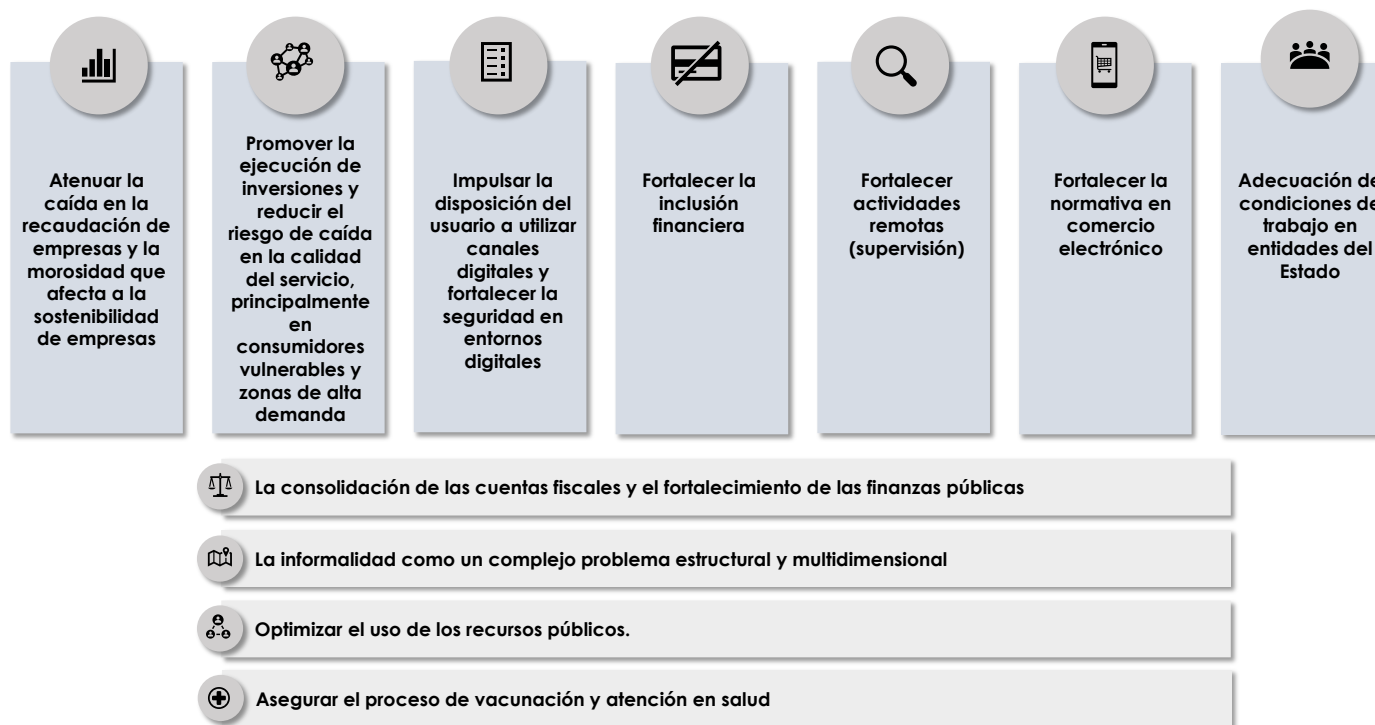 Atenuar la
caída en la
recaudación de
empresas y la
morosidad que
afecta a la
sostenibilidad
de empresas
Promover la
ejecución de
inversiones y
reducir el
riesgo de caída
en la calidad
del servicio,
principalmente
en
consumidores
vulnerables y
zonas de alta
demanda
Impulsar la
disposición del
usuario a utilizar
canales
digitales y
fortalecer la
seguridad en
entornos
digitales
Fortalecer la
inclusión
financiera
Fortalecer
actividades
remotas
(supervisión)
Fortalecer la
normativa en
comercio
electrónico
Adecuación de
condiciones de
trabajo en
entidades del
Estado
La consolidación de las cuentas fiscales y el fortalecimiento de las finanzas públicas
La informalidad como un complejo problema estructural y multidimensional
Optimizar el uso de los recursos públicos.
Asegurar el proceso de vacunación y atención en salud